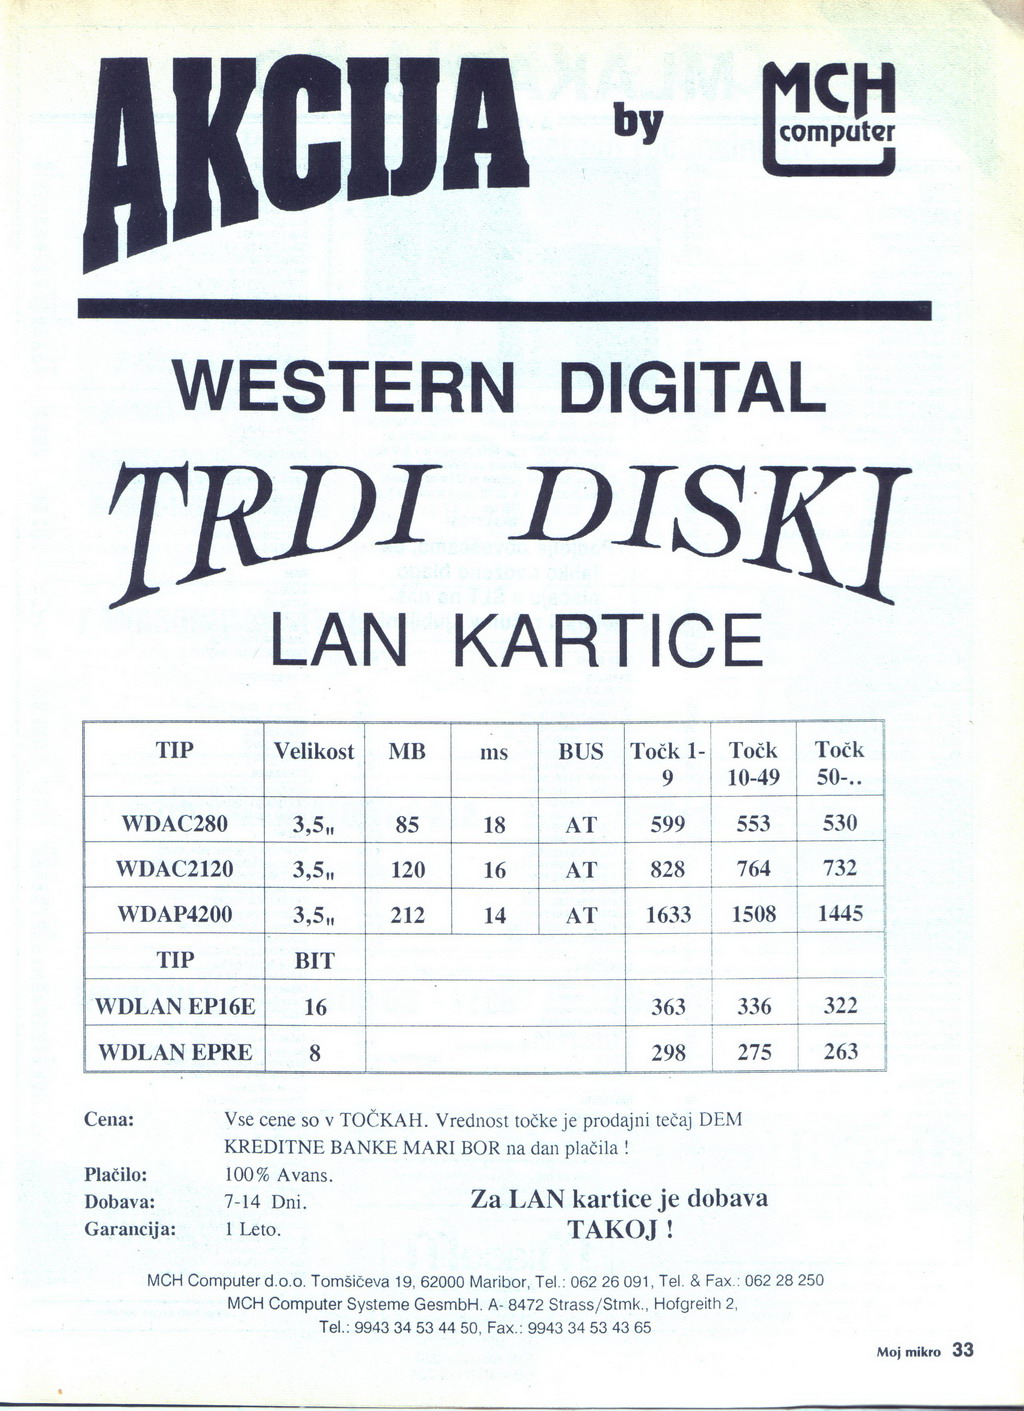 AKCIJA by MCH computer
WESTERN DIGITAL
TRDI DISKI
LAN KARTICE
TIP Velikost MB ms BUS Točk 1-9 Točk 10-49 Točk 50-..
WDAC280 3,5" 85 18 AT 599 553 530
WDAC2120 3,5" 120 16 AT 828 764 732
WDAP4200 3,5" 212 14 AT 1633 1508 1445
TIP BIT
WDLAN EP16E 16 363 336 322
WDLAN EPRE 8 298 275 263
Cena: Vse cene so v TOČKAH. Vrednost točke je prodajni tečaj DEM
KREDITNE BANKE MARI BOR na dan plačila !
Plačilo: 100% Avans.
Dobava: 7-14 Dni.
Garancija: 1 Leto.
Za LAN kartice je dobava
TAKOJ !
MCH Computer d.o.o. Tomšičeva 19, 62000 Maribor, Tel.: 062 26 091, Tel. & Fax.: 062 28 250
MCH Computer Systeme GesmbH. A- 8472 Strass/Stmk., Hofgreith 2,
Tel.: 9943 34 53 44 50, Fax.: 9943 34 53 43 65
Moj mikro 33